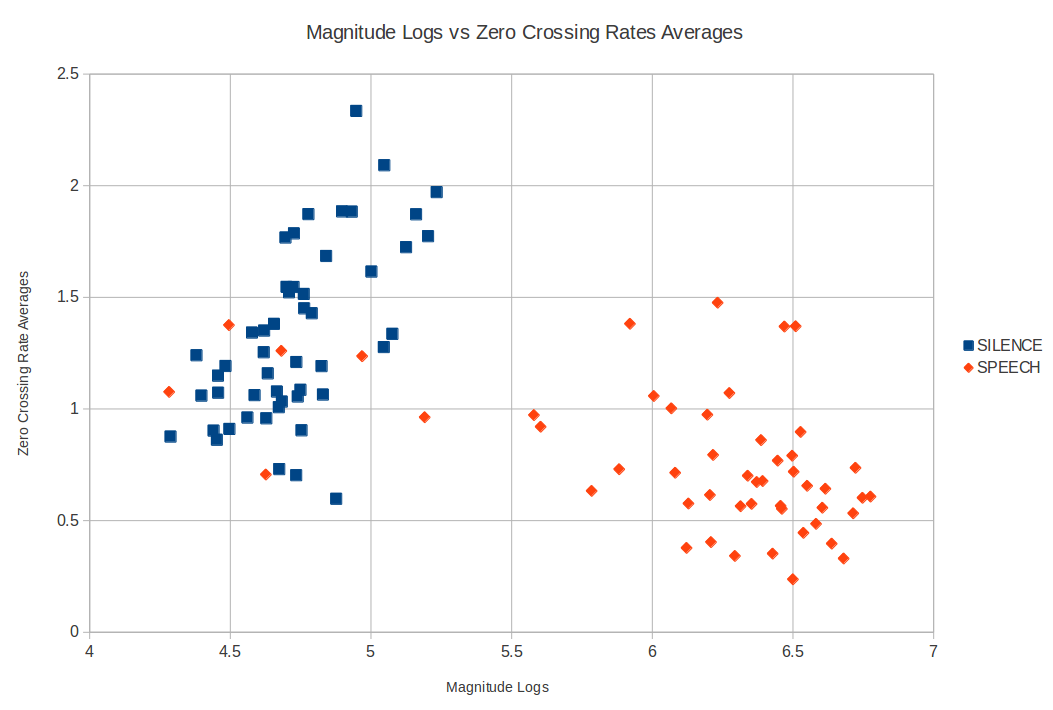 Magnitude Logs vs Zero Crossing Rates Averages
2.5
2
1.5
1
0.5
0
4
4.5
5
5.5
6
6.5
7
Zero Crossing Rate Averages
Magnitude Logs
SILENCE
SPEECH